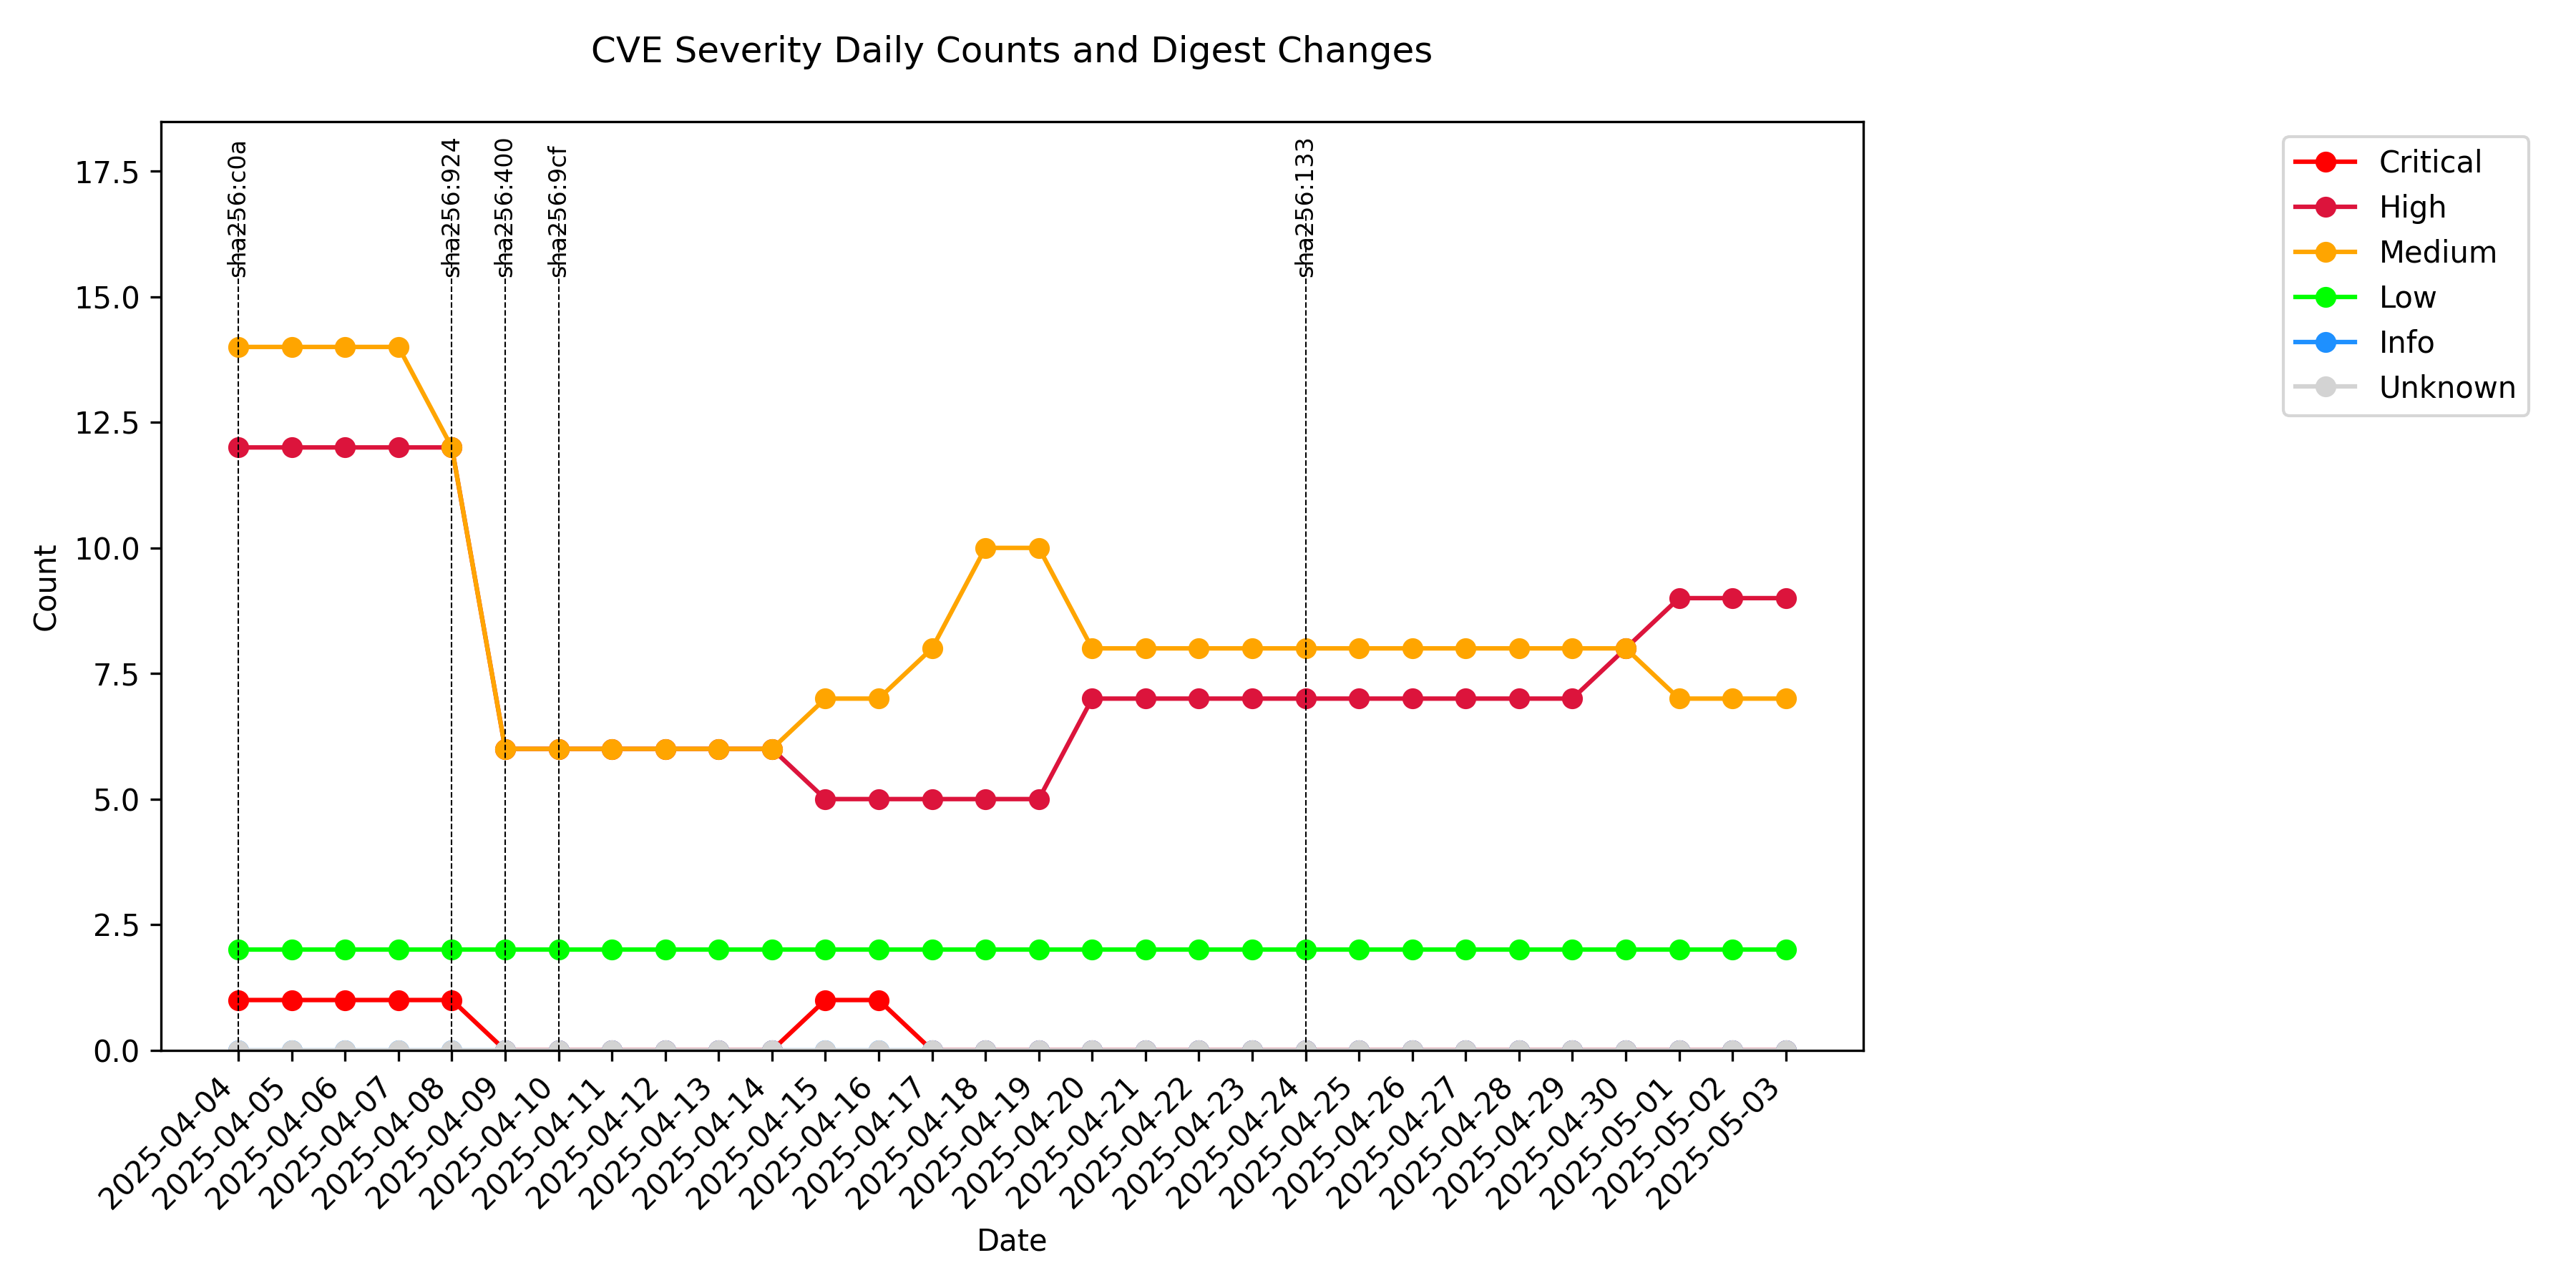 CVE Severity Daily Counts and Digest Changes
sha256:c0a
sha256:924
sha256:400
sha256:9cf
sha256:133
Critical
High
Medium
Low
Info
Unknown
Count
17.5
15.0
12.5
10.0
7.5
5.0
2.5
0.0
2025-04-04
2025-04-05
2025-04-06
2025-04-07
2025-04-08
2025-04-09
2025-04-10
2025-04-11
2025-04-12
2025-04-13
2025-04-14
2025-04-15
2025-04-16
2025-04-17
2025-04-18
2025-04-19
2025-04-20
2025-04-21
2025-04-22
2025-04-23
2025-04-24
2025-04-25
2025-04-26
2025-04-27
2025-04-28
2025-04-29
2025-04-30
2025-05-01
2025-05-02
2025-05-03
Date